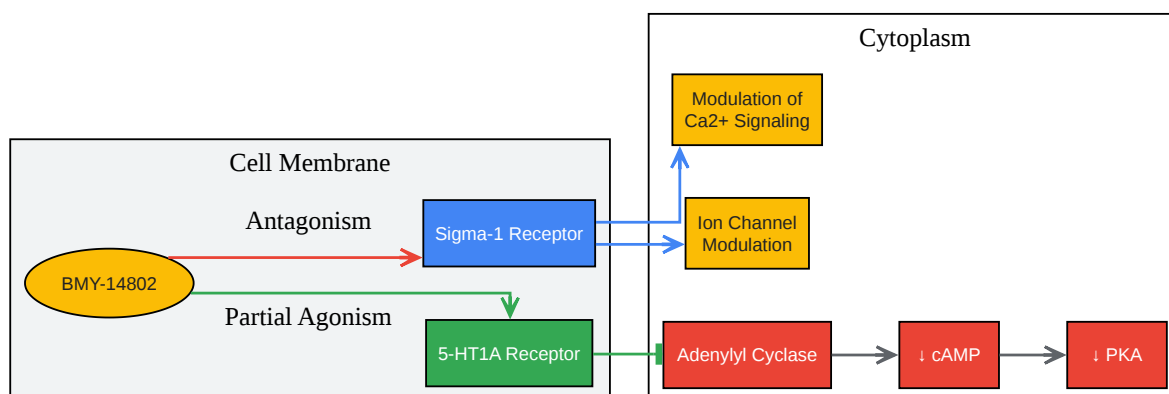 Cytoplasm
Modulation of
Ca2+ Signaling
Cell Membrane
Antagonism
Sigma-1 Receptor
Ion Channel
Modulation
BMY-14802
Partial Agonism
5-HT1A Receptor
Adenylyl Cyclase
↓ cAMP
↓ PKA